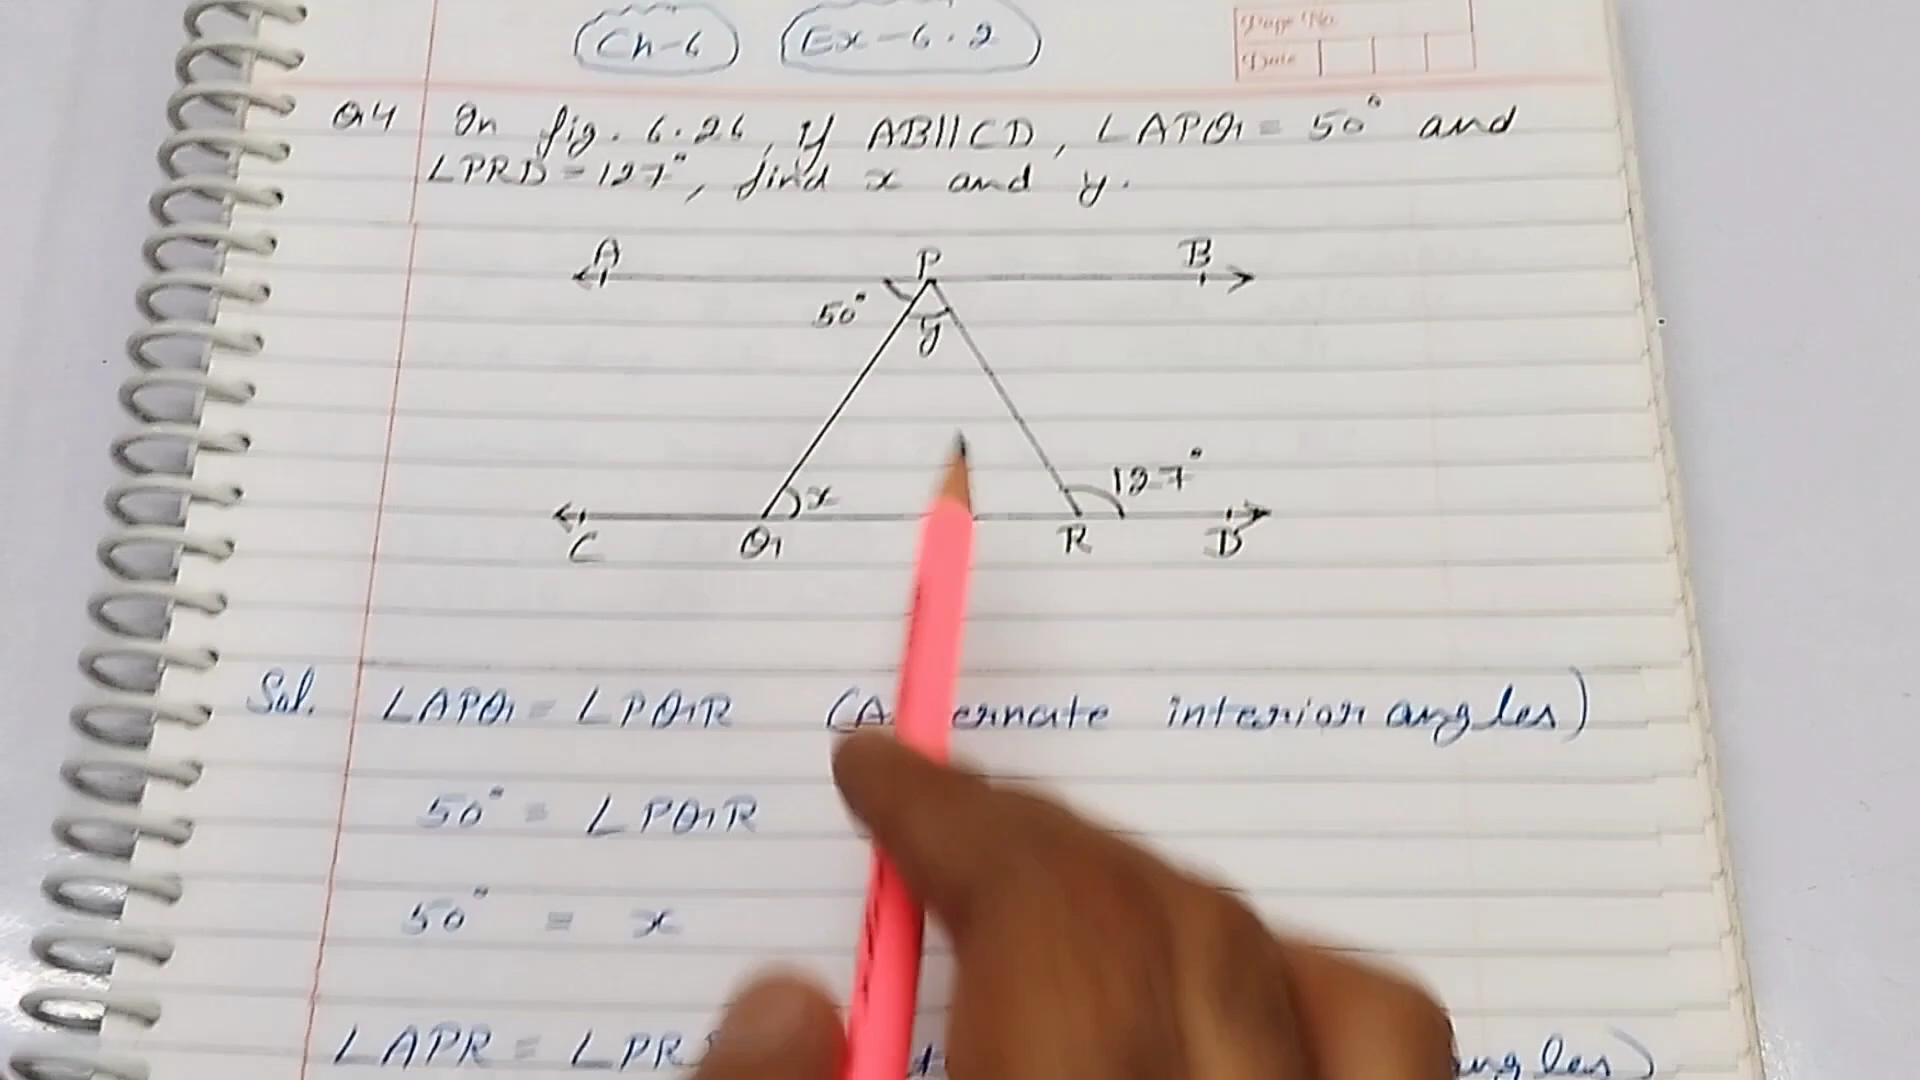 Ch-6 Ex-6.2
Page No.
Date
Q4 In fig. 6.26, if AB||CD, ∠APQ = 50° and
∠PRD = 127°, find x and y.
A P B
50°
y
x 127°
C Q R D
Sol. ∠APQ = ∠PQR (A ernate interior angles)
50° = ∠PQR
50° = x
∠APR = ∠PR